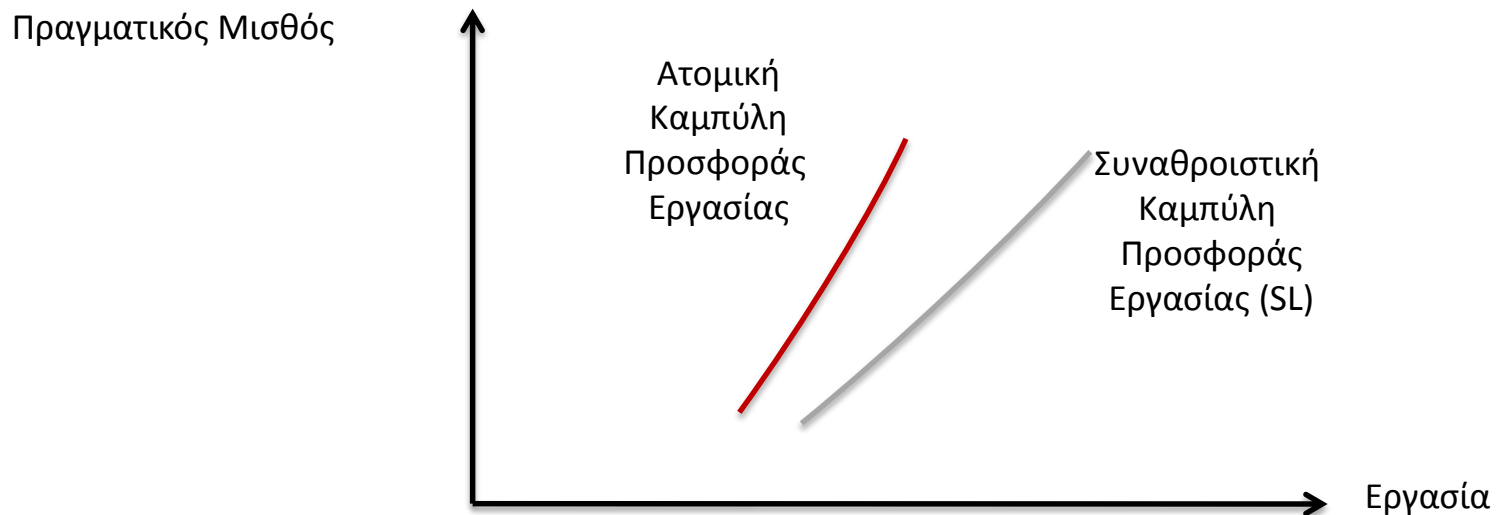 Πραγματικός Μισθός
Ατομική
Καμπύλη
Προσφοράς
Εργασίας
Συναθροιστική
Καμπύλη
Προσφοράς
Εργασίας (SL)
Εργασία